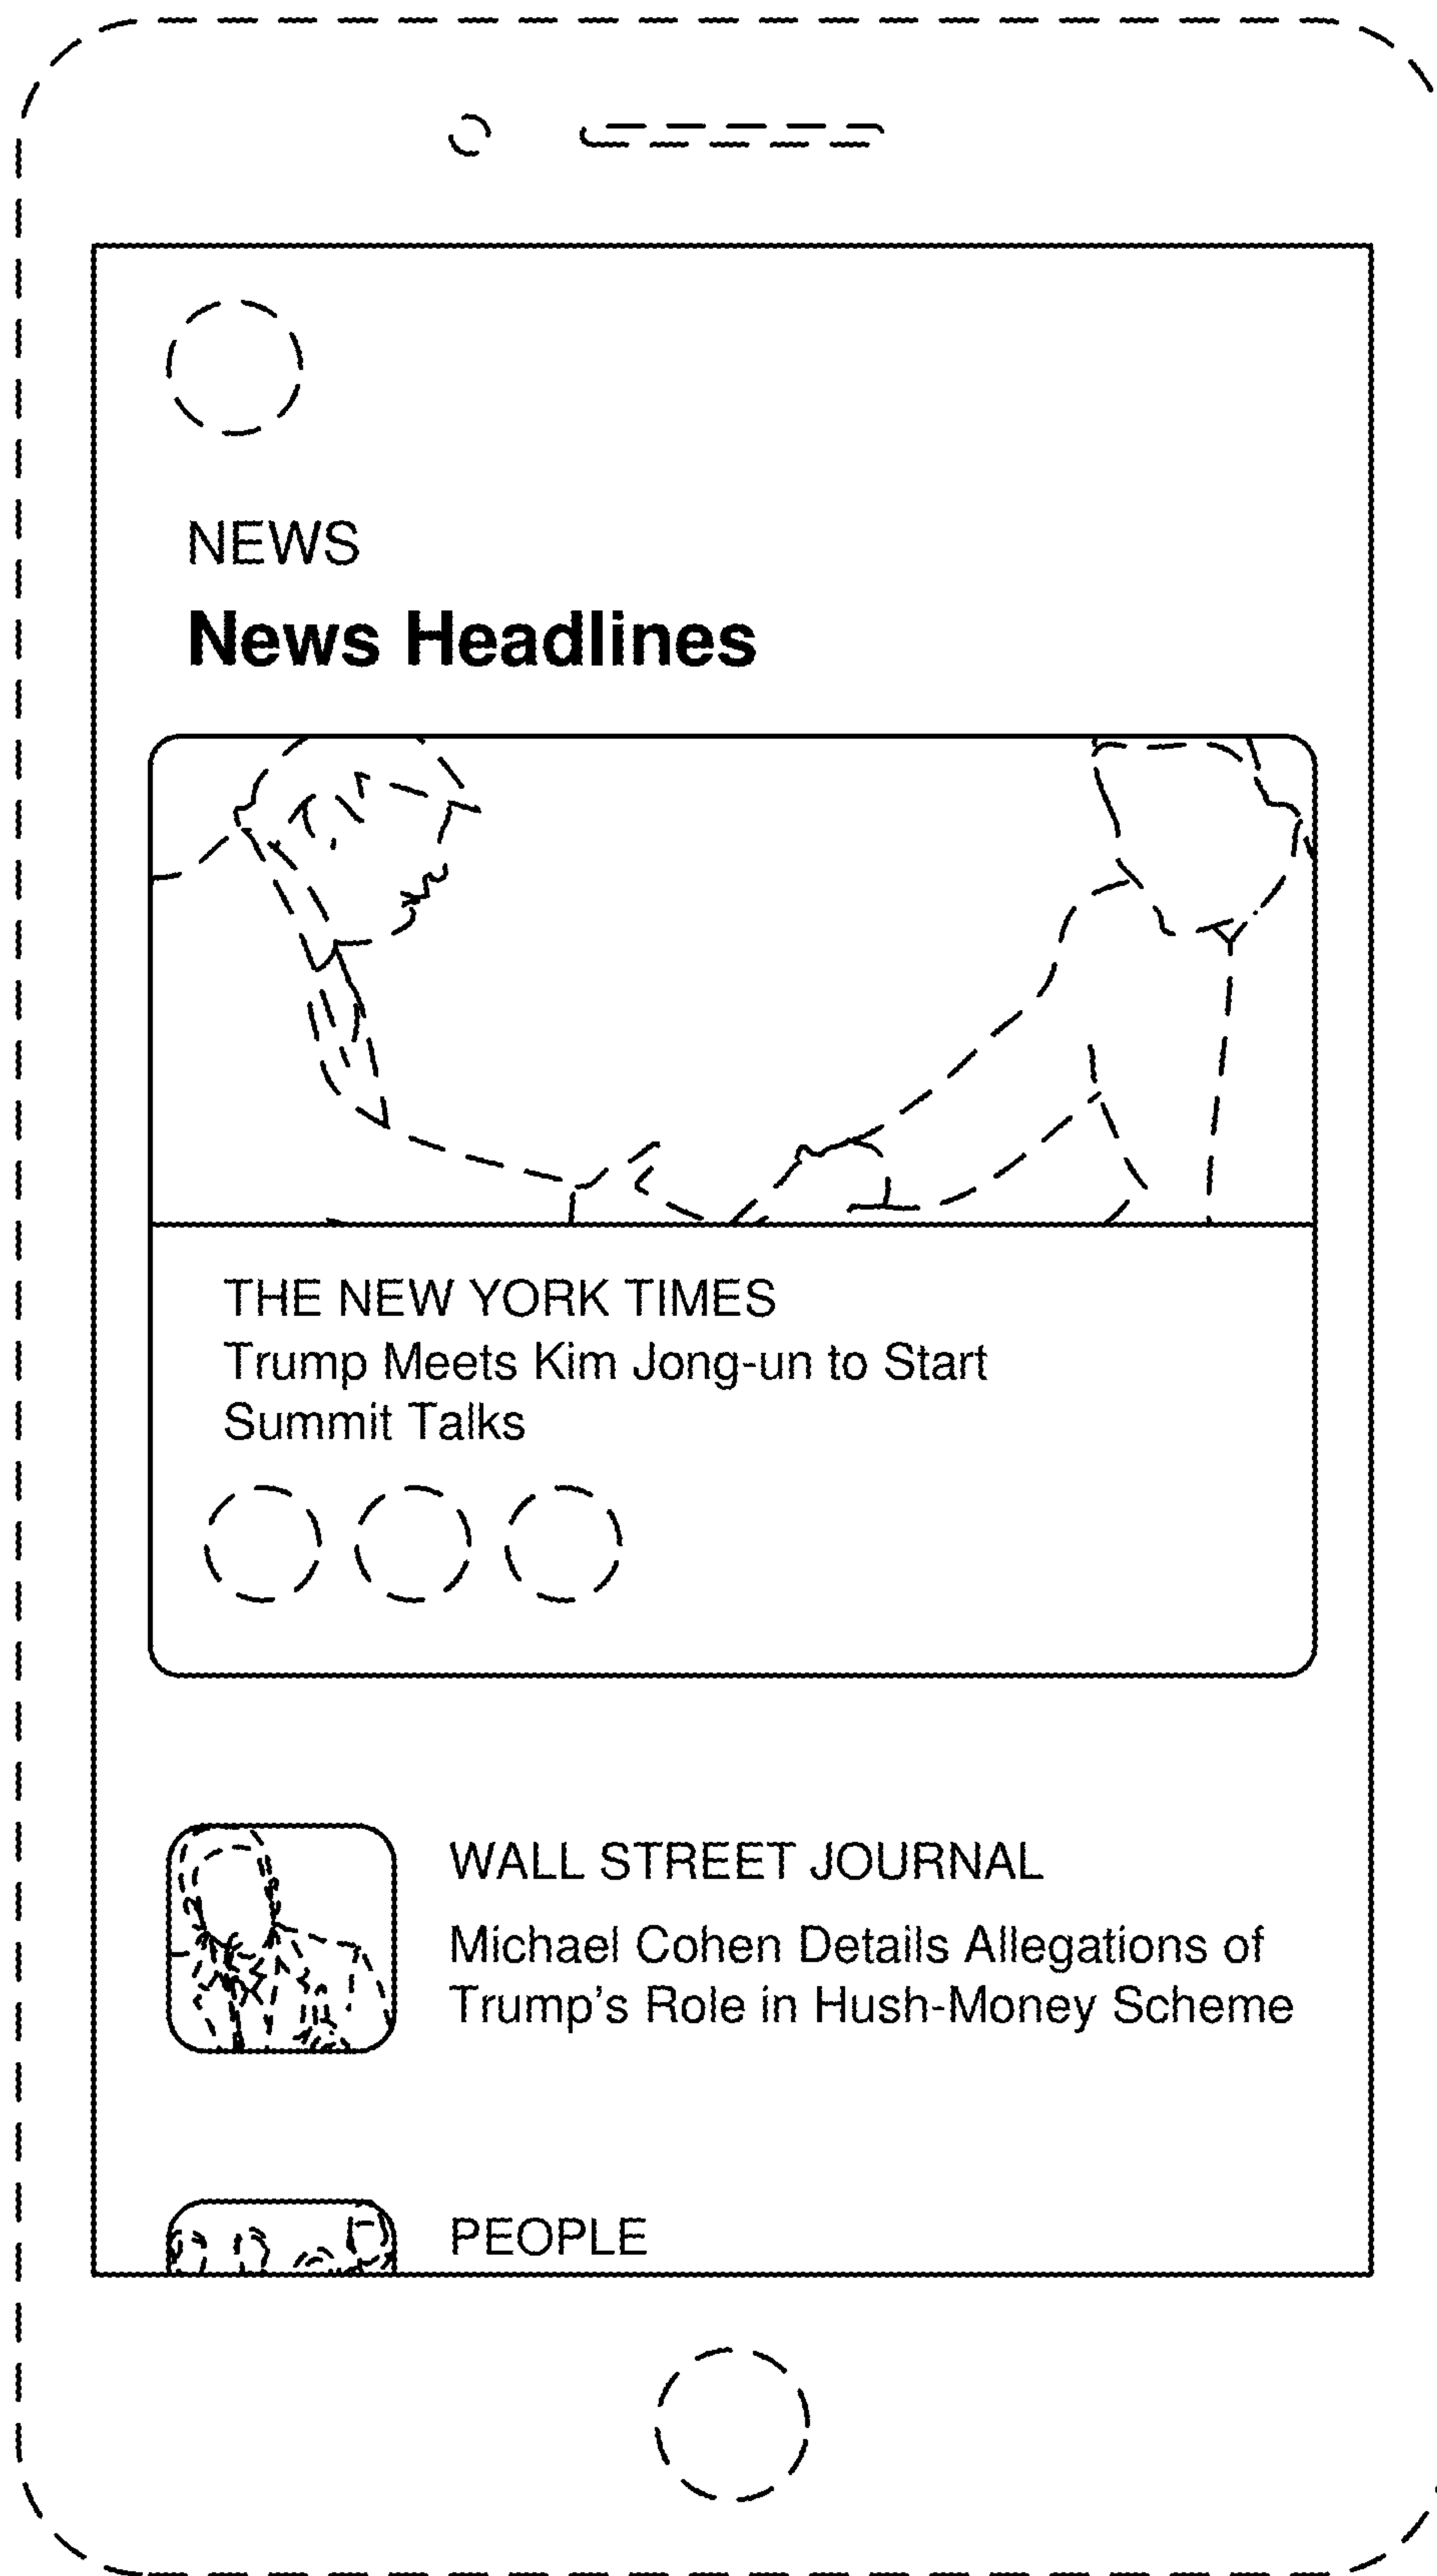 NEWS
News Headlines
THE NEW YORK TIMES
Trump Meets Kim Jong-un to Start
Summit Talks
WALL STREET JOURNAL
Michael Cohen Details Allegations of
Trump's Role in Hush-Money Scheme
PEOPLE